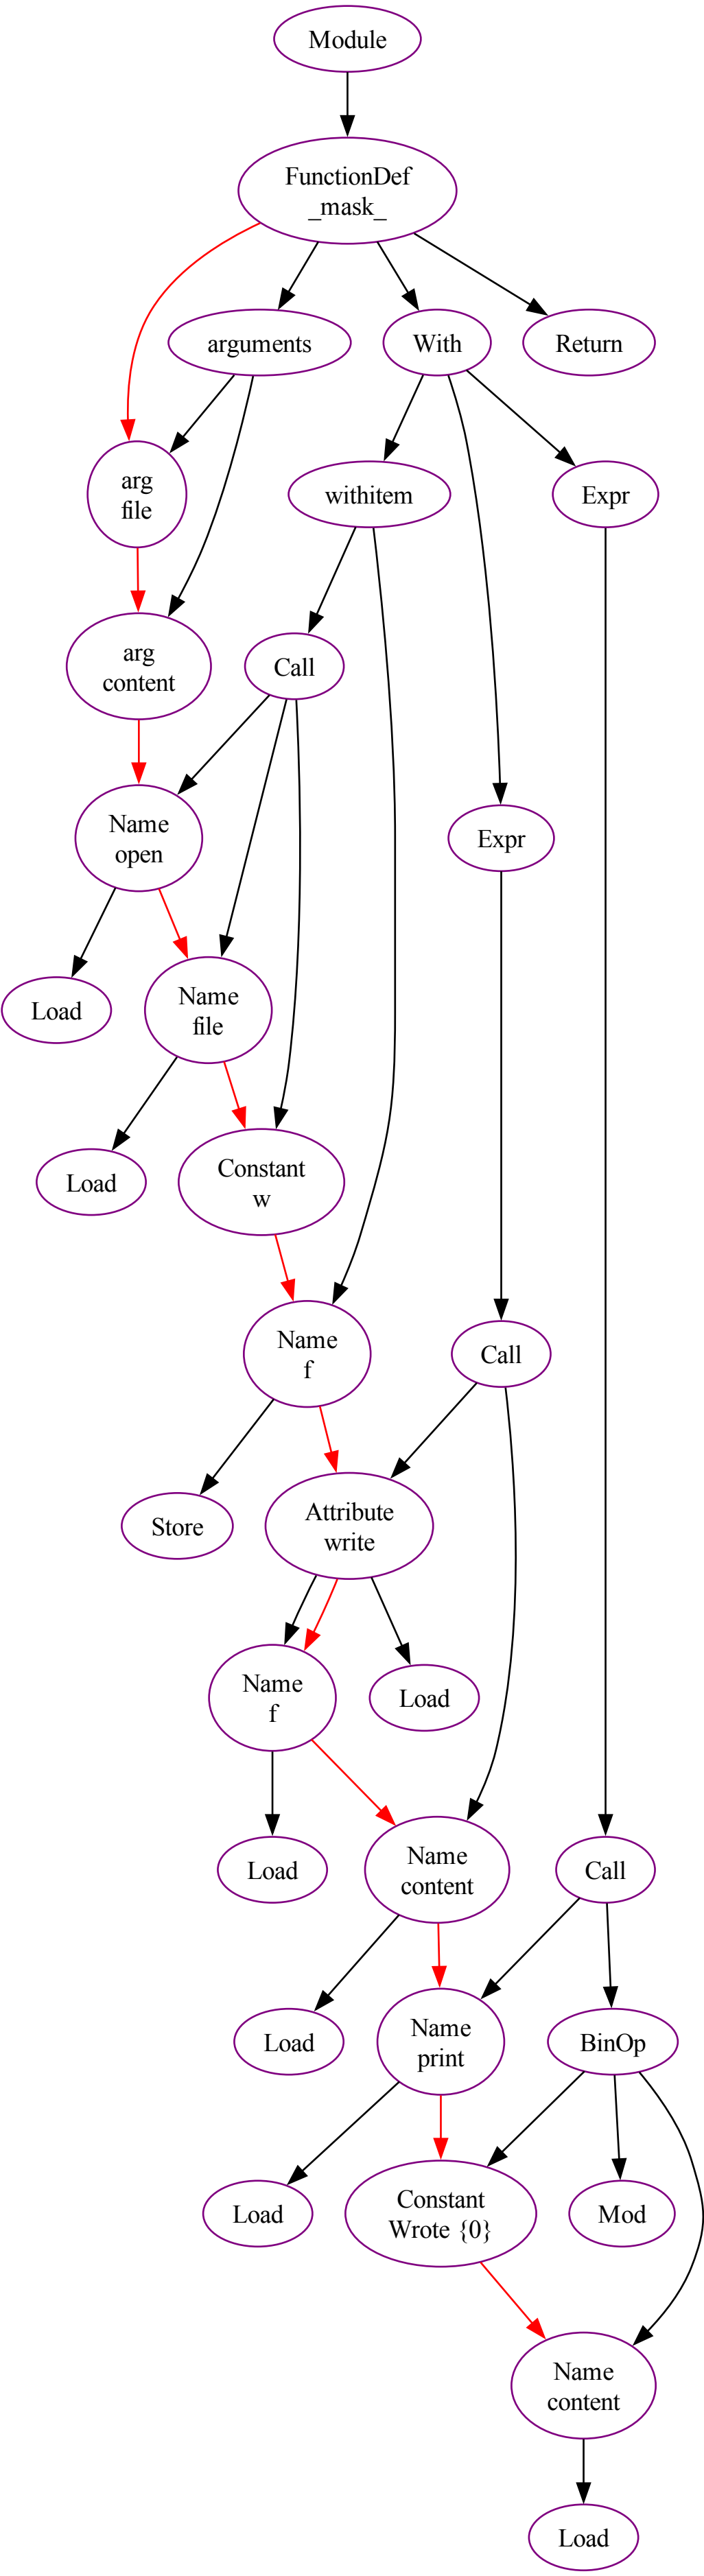 Module
FunctionDef
_mask_
arguments
With
Return
arg
file
withitem
Expr
arg
content
Call
Name
open
Expr
Load
Name
file
Load
Constant
w
Name
f
Call
Store
Attribute
write
Name
f
Load
Load
Name
content
Call
Load
Name
print
BinOp
Load
Constant
Wrote {0}
Mod
Name
content
Load